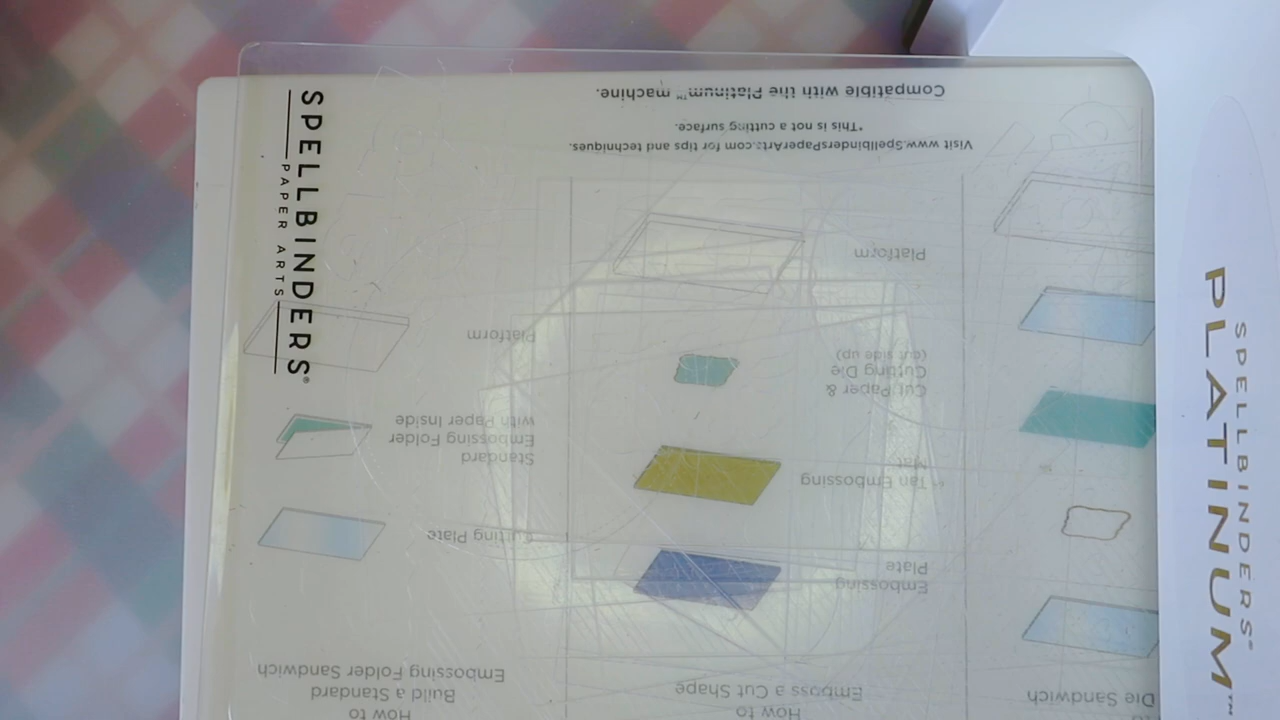 Die Sandwich
How to
Emboss a Cut Shape
Embossing
Plate
Tan Embossing
Mat
Cut Paper &
Cutting Die
(cut side up)
Platform
How to
Build a Standard
Embossing Folder Sandwich
Cutting Plate
Standard
Embossing Folder
with Paper Inside
Platform
Visit www.SpellbindersPaperArts.com for tips and techniques.
*This is not a cutting surface.
Compatible with the Platinum™ machine.
SPELLBINDERS®
PAPER ARTS
SPELLBINDERS®
PLATINUM™